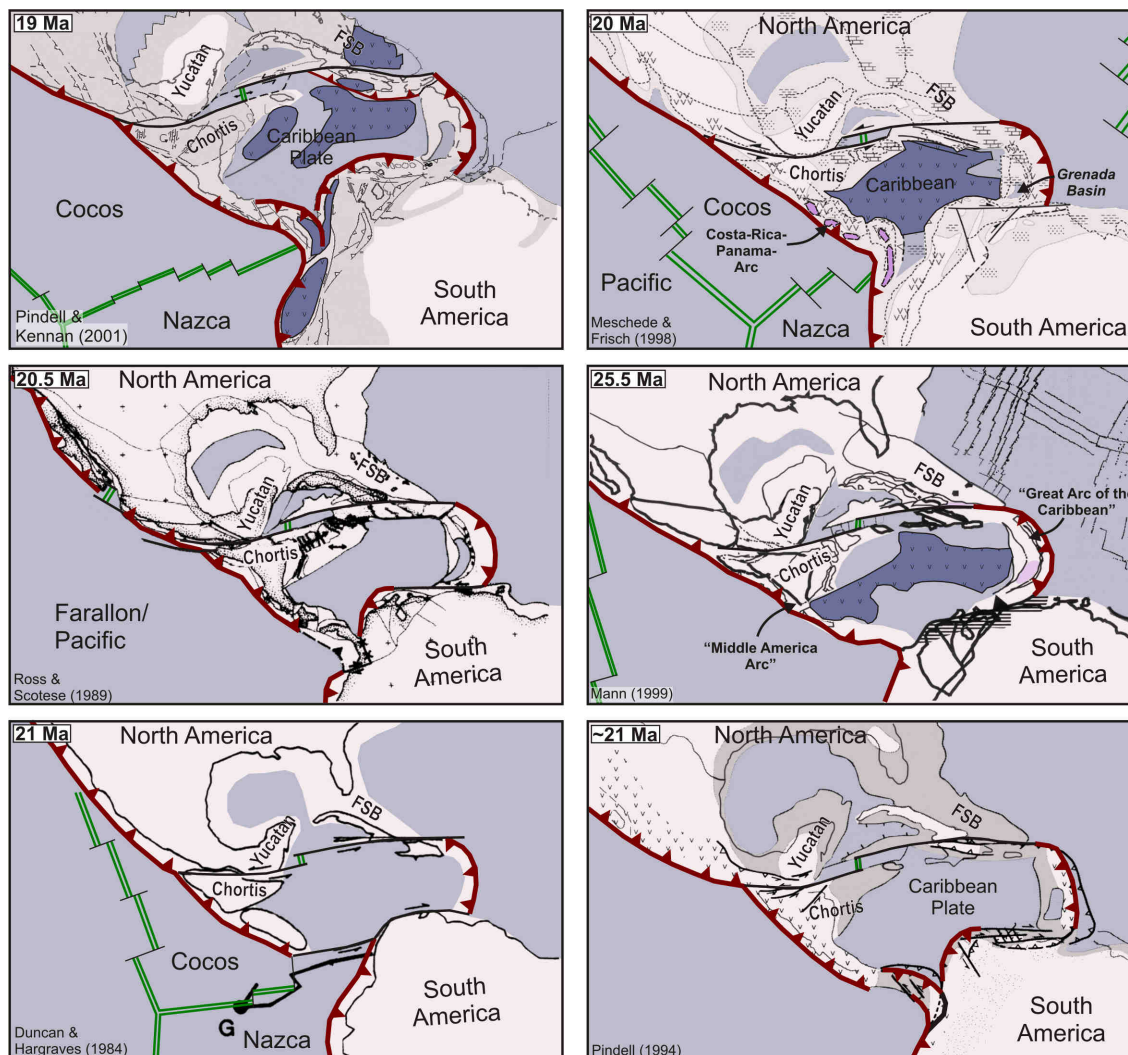 19 Ma
FSB
Yucatan
Chortis
Caribbean
Plate
Cocos
Nazca
South
America
Pindell &
Kennan (2001)
20 Ma
North America
FSB
Yucatan
Chortis
Caribbean
Grenada
Basin
Cocos
Costa-Rica-
Panama-
Arc
Pacific
Nazca
South America
Meschede &
Frisch (1998)
20.5 Ma
North America
FSB
Yucatan
Chortis
Farallon/
Pacific
South
America
Ross &
Scotese (1989)
25.5 Ma
North America
FSB
"Great Arc of the
Caribbean"
Yucatan
Chortis
"Middle America
Arc"
South
America
Mann (1999)
21 Ma
North America
FSB
Yucatan
Chortis
Cocos
G
Nazca
South
America
Duncan &
Hargraves (1984)
~21 Ma
North America
FSB
Yucatan
Chortis
Caribbean
Plate
South
America
Pindell (1994)